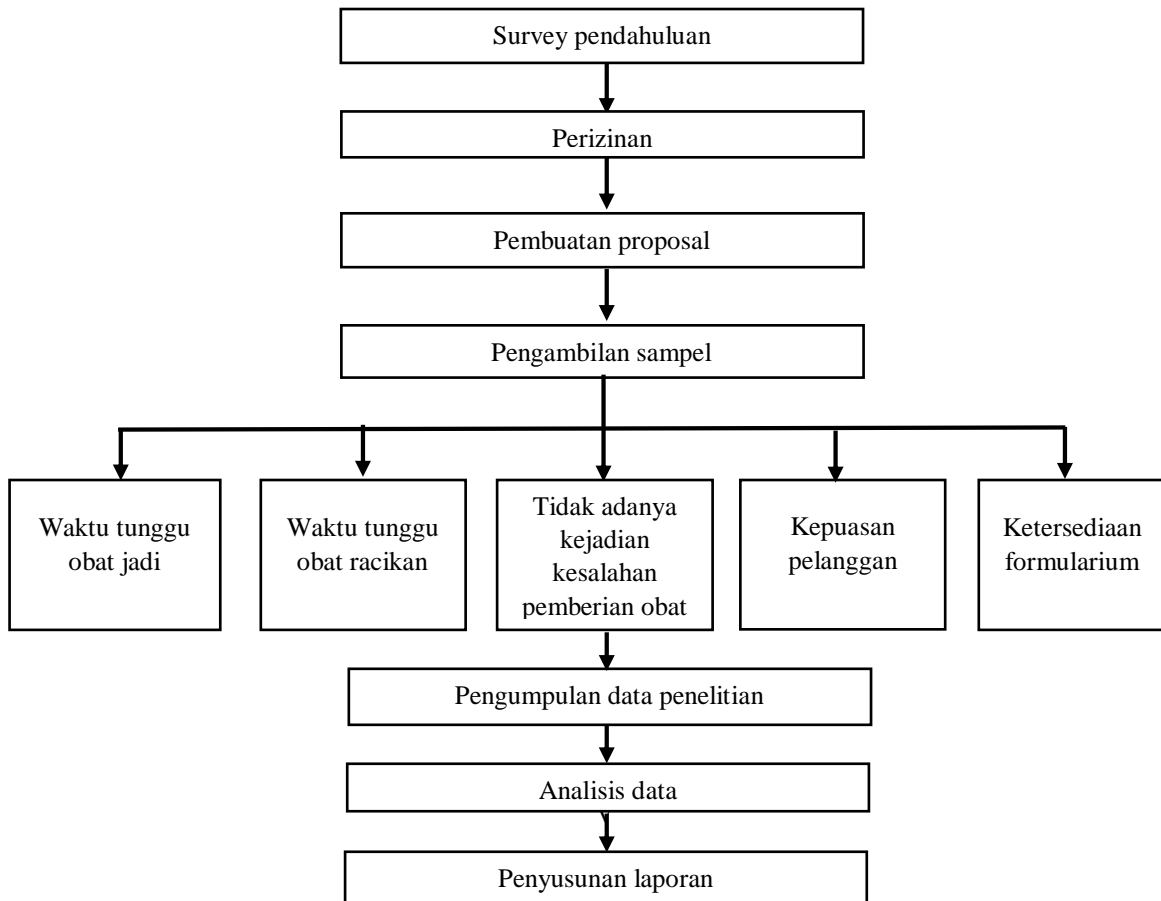 Survey pendahuluan
Perizinan
Pembuatan proposal
Pengambilan sampel
Waktu tunggu
obat jadi
Waktu tunggu
obat racikan
Tidak adanya
kejadian
kesalahan
pemberian obat
Kepuasan
pelanggan
Ketersediaan
formularium
Pengumpulan data penelitian
Analisis data
Penyusunan laporan